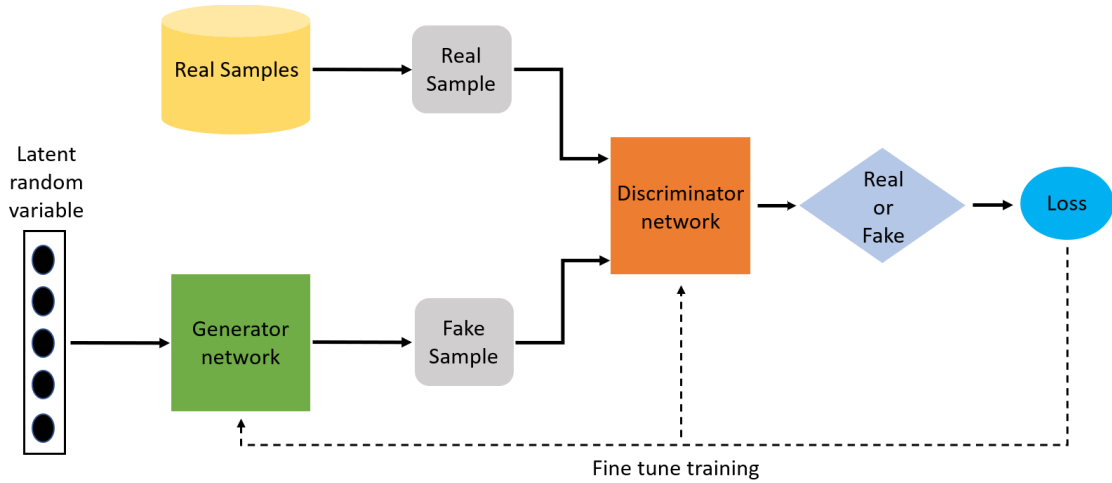 Real Samples
Real
Sample
Latent
random
variable
Discriminator
network
Real
or
Fake
Loss
Generator
network
Fake
Sample
Fine tune training